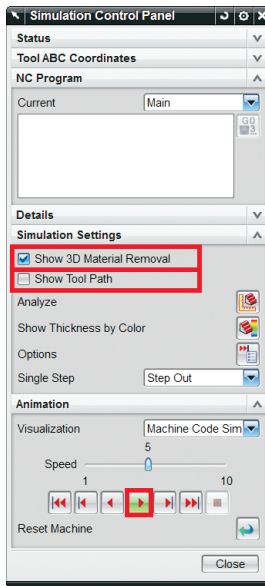 Simulation Control Panel
Status
Tool ABC Coordinates
NC Program
Current Main
GO
3
Details
Simulation Settings
Show 3D Material Removal
Show Tool Path
Analyze
Show Thickness by Color
Options
Single Step Step Out
Animation
Visualization Machine Code Sim
5
Speed
1 10
Reset Machine
Close